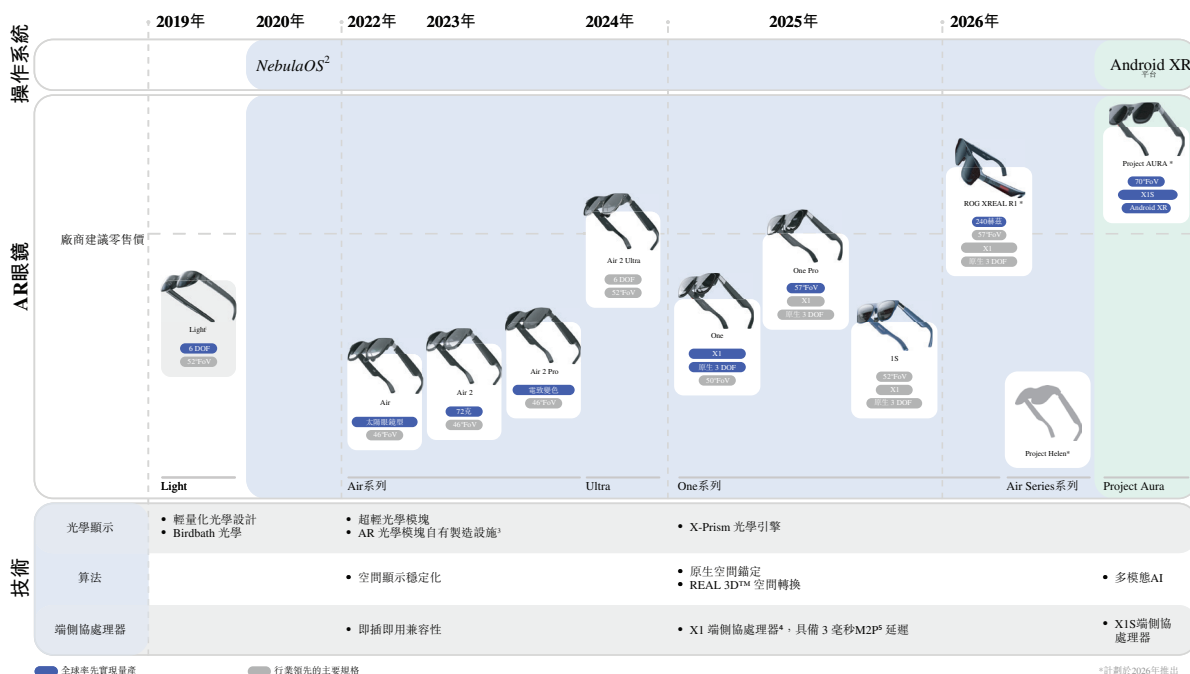 2019年
2020年
2022年
2023年
2024年
2025年
2026年
操作系統
NebulaOS²
Android XR
平台
AR眼鏡
廠商建議零售價
Light
6 DOF
52°FoV
Air
太陽眼鏡型
46°FoV
Air 2
72克
46°FoV
Air 2 Pro
電致變色
46°FoV
Air 2 Ultra
6 DOF
52°FoV
One
X1
原生 3 DOF
50°FoV
One Pro
57°FoV
X1
原生 3 DOF
1S
52°FoV
X1
原生 3 DOF
ROG XREAL R1 *
240赫茲
57°FoV
X1
原生 3 DOF
Project Helen*
Project AURA *
70°FoV
X1S
Android XR
Light
Air系列
Ultra
One系列
Air Series系列
Project Aura
技術
光學顯示
• 輕量化光學設計
• Birdbath 光學
• 超輕光學模塊
• AR 光學模塊自有製造設施³
• X-Prism 光學引擎
算法
• 空間顯示穩定化
• 原生空間錨定
• REAL 3D™ 空間轉換
• 多模態AI
端側協處理器
• 即插即用兼容性
• X1 端側協處理器⁴，具備 3 毫秒M2P⁵ 延遲
• X1S端側協
處理器
全球率先實現量產
行業領先的主要規格
*計劃於2026年推出